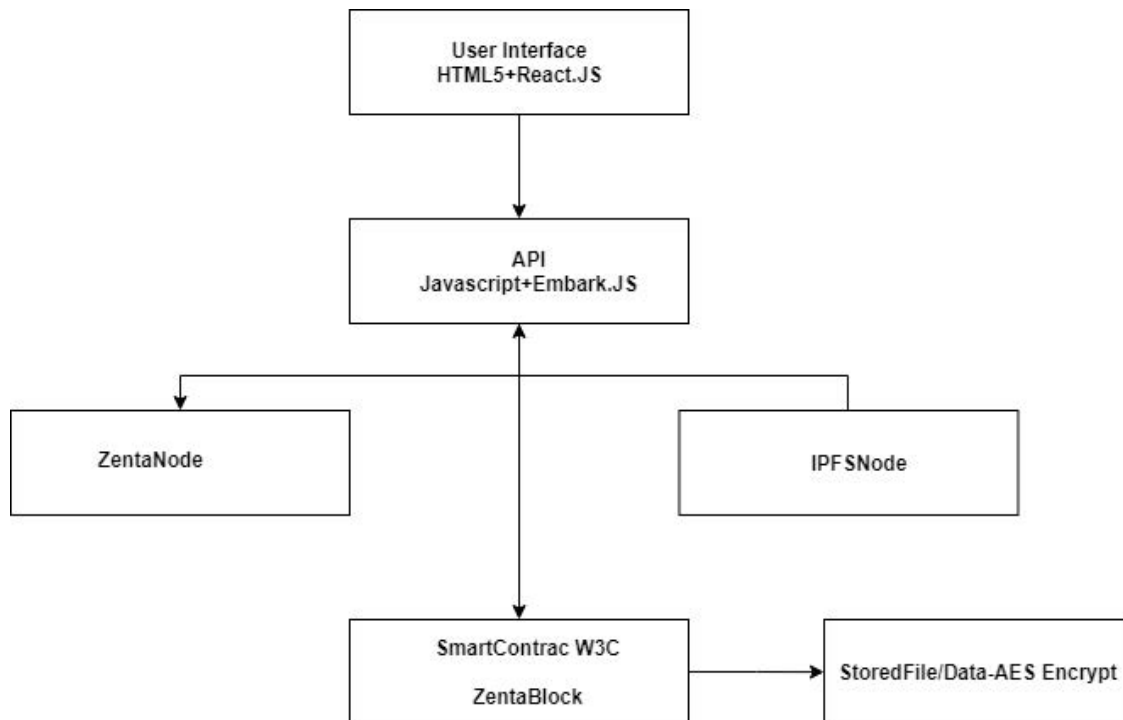 User Interface
HTML5+React.JS
API
Javascript+Embark.JS
ZentaNode
IPFSNode
SmartContrac W3C
ZentaBlock
StoredFile/Data-AES Encrypt